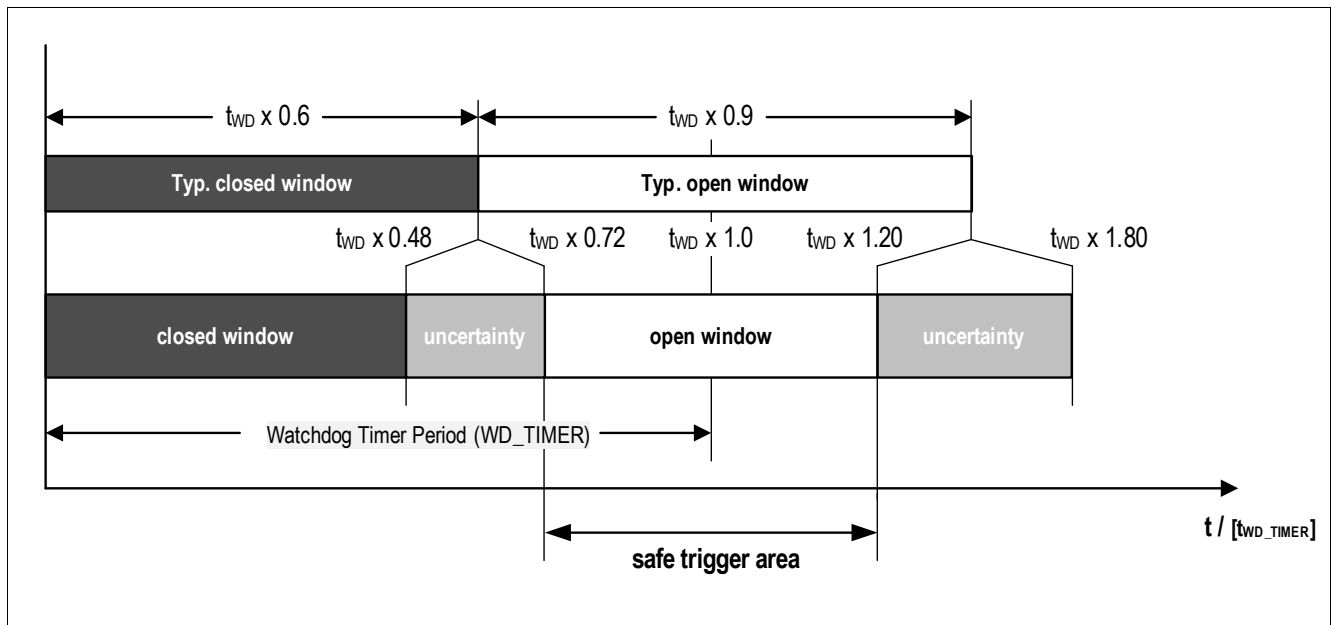 tWD x 0.6
tWD x 0.9
Typ. closed window
Typ. open window
tWD x 0.48
tWD x 0.72
tWD x 1.0
tWD x 1.20
tWD x 1.80
closed window
uncertainty
open window
uncertainty
Watchdog Timer Period (WD_TIMER)
t / [tWD_TIMER]
safe trigger area